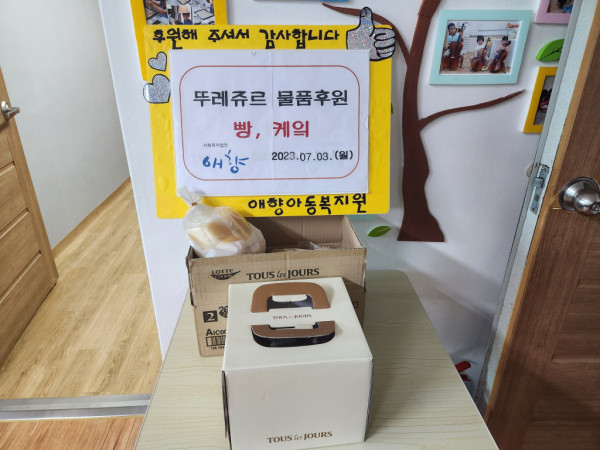 후원해 주셔서 감사합니다
뚜레쥬르 물품후원
빵, 케익
사회복지법인
애향
2023.07.03.(월)
애향아동복지원
LOTTE
TOUS les JOURS
2
TOUS les JOURS
TOUS les JOURS